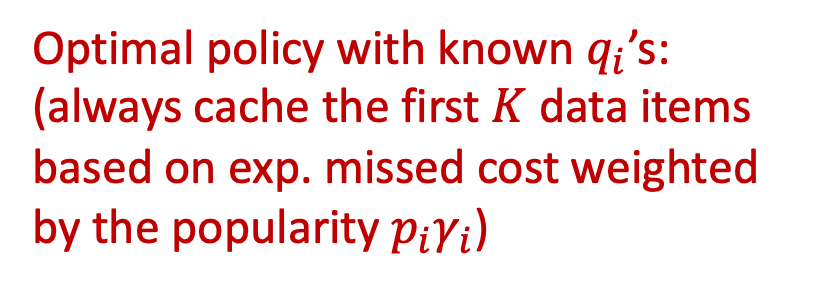 Optimal policy with known qᵢ’s:
(always cache the first K data items
based on exp. missed cost weighted
by the popularity pᵢγᵢ)